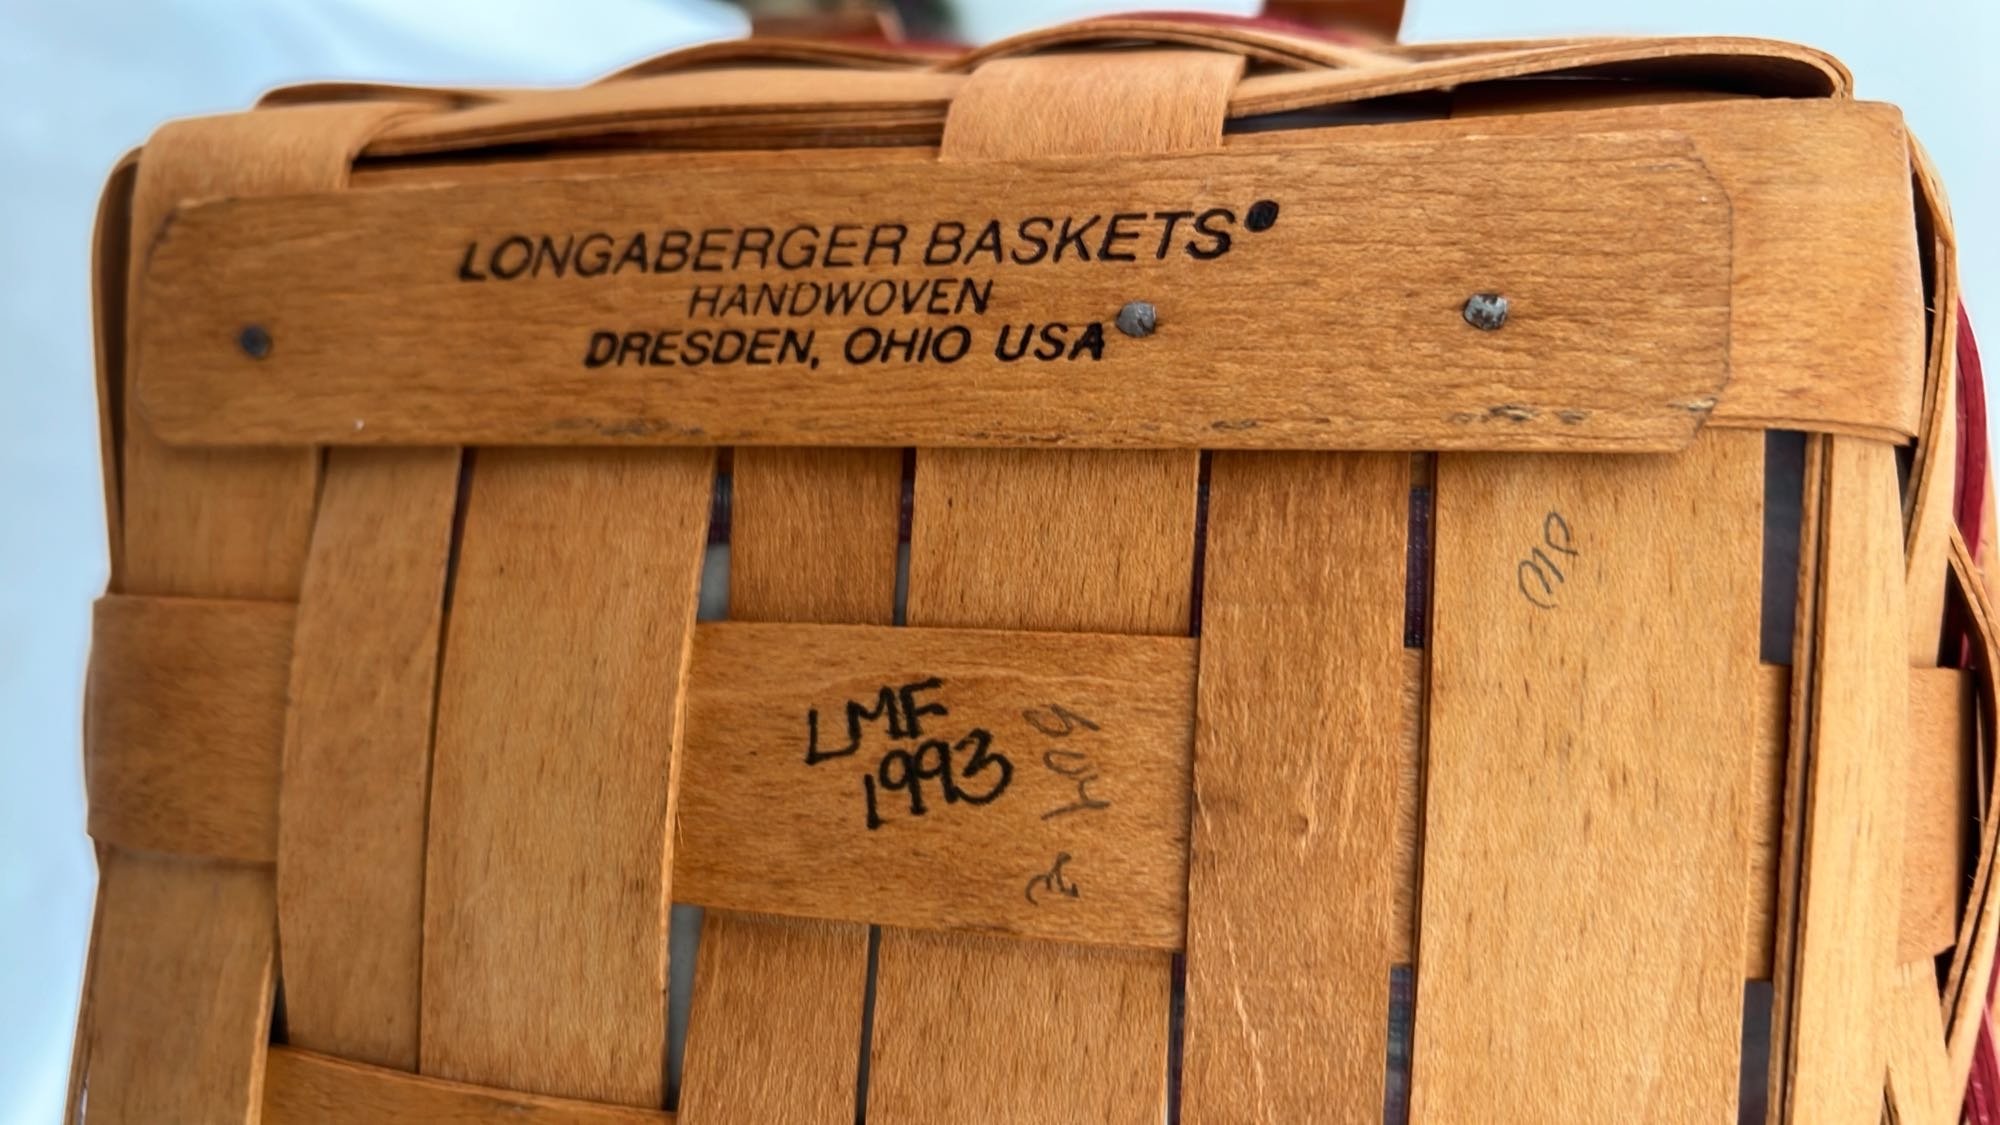 LONGABERGER BASKETS®
HANDWOVEN
DRESDEN, OHIO USA
LMF
1993